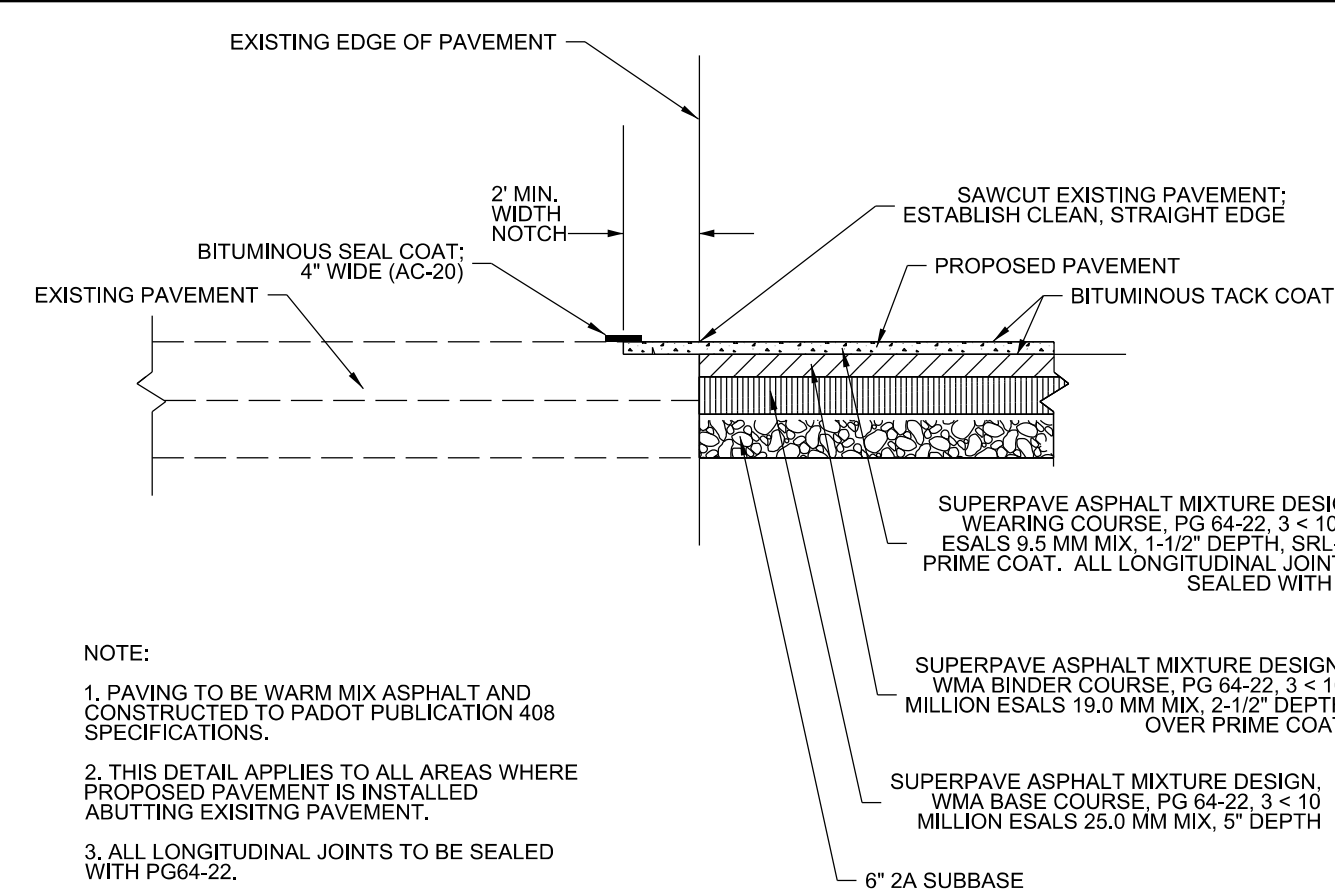 EXISTING EDGE OF PAVEMENT
2' MIN.
WIDTH
NOTCH
SAWCUT EXISTING PAVEMENT;
ESTABLISH CLEAN, STRAIGHT EDGE
BITUMINOUS SEAL COAT;
4" WIDE (AC-20)
PROPOSED PAVEMENT
EXISTING PAVEMENT
BITUMINOUS TACK COAT
SUPERPAVE ASPHALT MIXTURE
WEARING COURSE, PG 64-22, 3 < 10
ESALS 9.5 MM MIX, 1-1/2" DEPTH, SRL-
PRIME COAT. ALL LONGITUDINAL
SEALED WITH
SUPERPAVE ASPHALT MIXTURE DESIGN
WMA BINDER COURSE, PG 64-22, 3 <
MILLION ESALS 19.0 MM MIX, 2-1/2"
OVER PRIME COAT
SUPERPAVE ASPHALT MIXTURE DESIGN,
WMA BASE COURSE, PG 64-22, 3 < 10
MILLION ESALS 25.0 MM MIX, 5" DEPTH
6" 2A SUBBASE
NOTE:
1. PAVING TO BE WARM MIX ASPHALT AND
CONSTRUCTED TO PADOT PUBLICATION 408
SPECIFICATIONS.
2. THIS DETAIL APPLIES TO ALL AREAS WHERE
PROPOSED PAVEMENT IS INSTALLED
ABUTTING EXISITNG PAVEMENT.
3. ALL LONGITUDINAL JOINTS TO BE SEALED
WITH PG64-22.